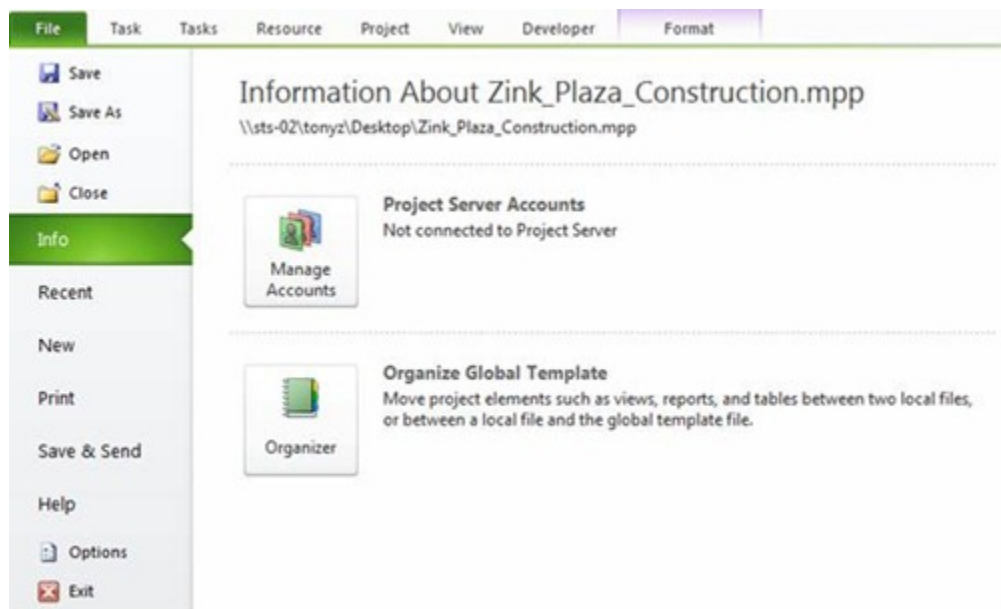 File Task Tasks Resource Project View Developer Format
Save
Save As
Open
Close
Info
Recent
New
Print
Save & Send
Help
Options
Exit
Information About Zink_Plaza_Construction.mpp
\\sts-02\tonyz\Desktop\Zink_Plaza_Construction.mpp
Manage
Accounts
Project Server Accounts
Not connected to Project Server
Organizer
Organize Global Template
Move project elements such as views, reports, and tables between two local files,
or between a local file and the global template file.